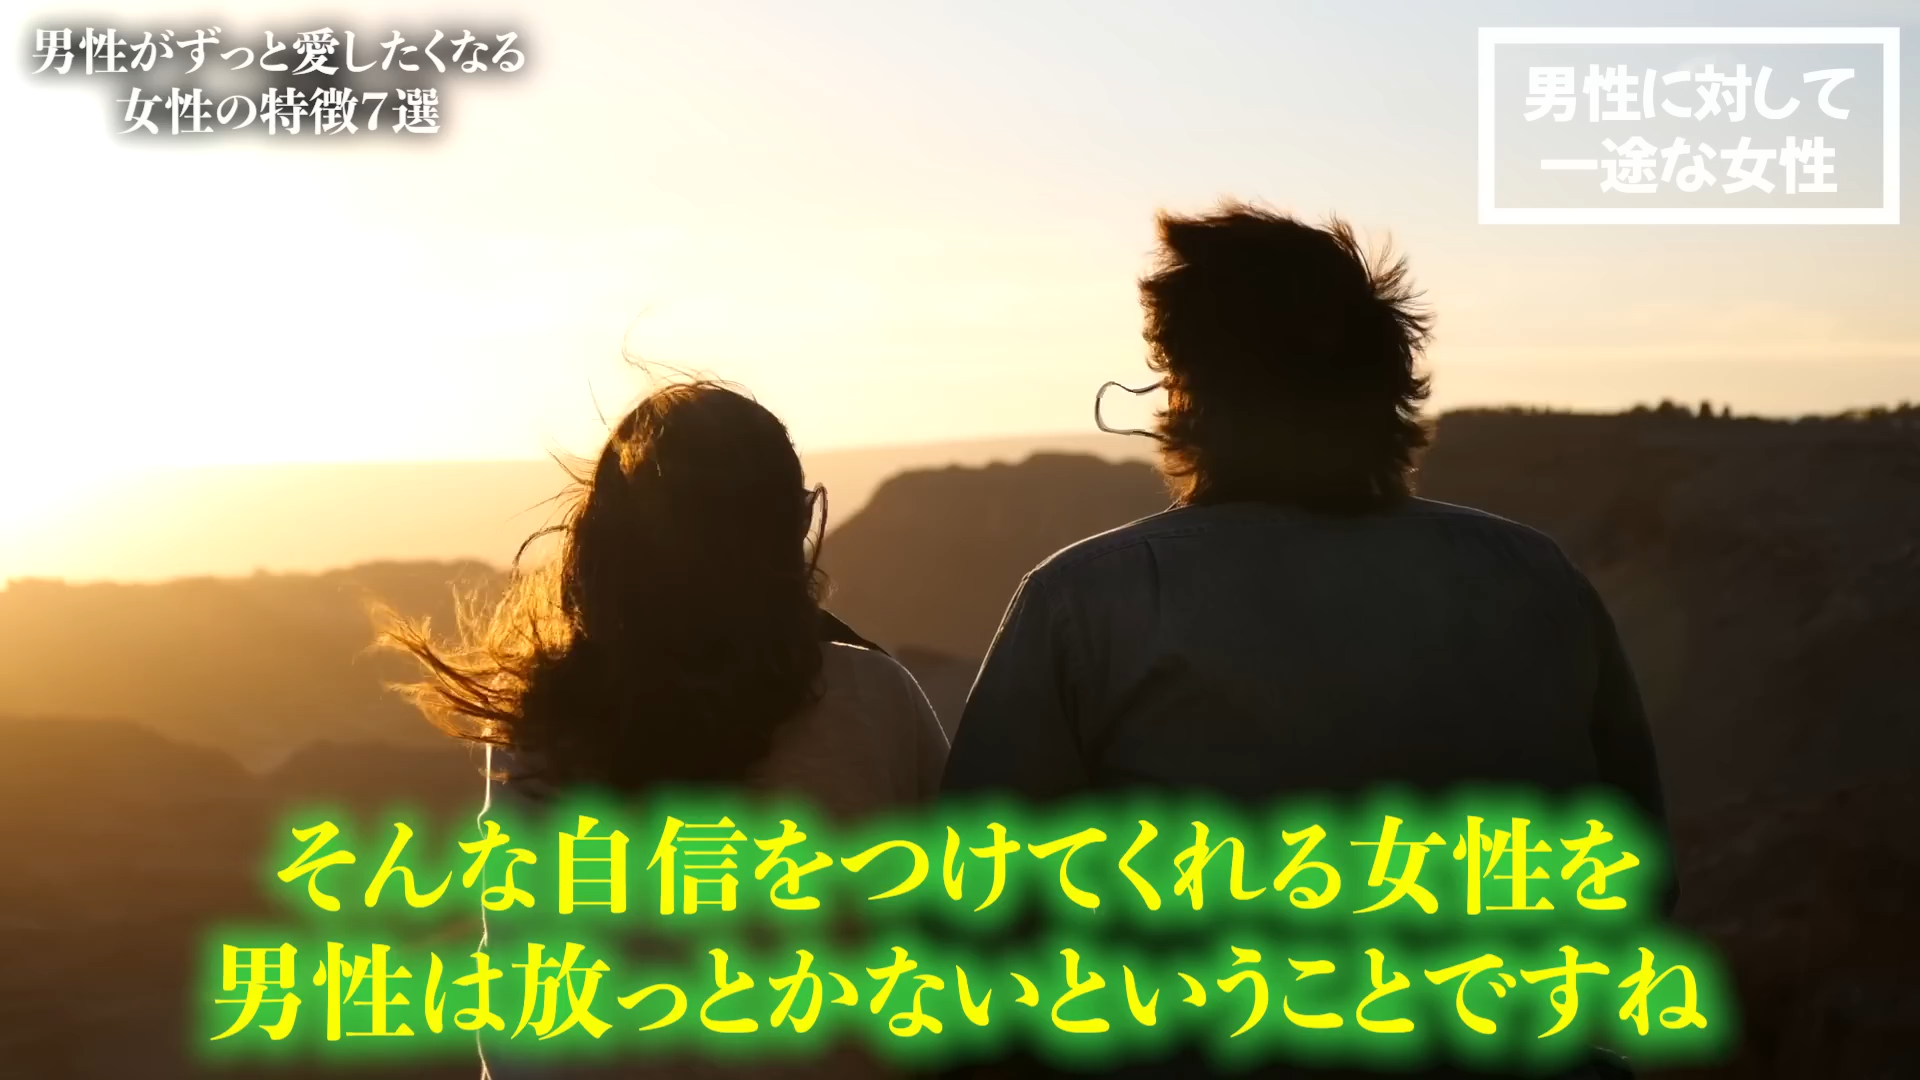 男性がずっと愛したくなる
女性の特徴7選
男性に対して
一途な女性
そんな自信をつけてくれる女性を
男性は放っとかないということですね